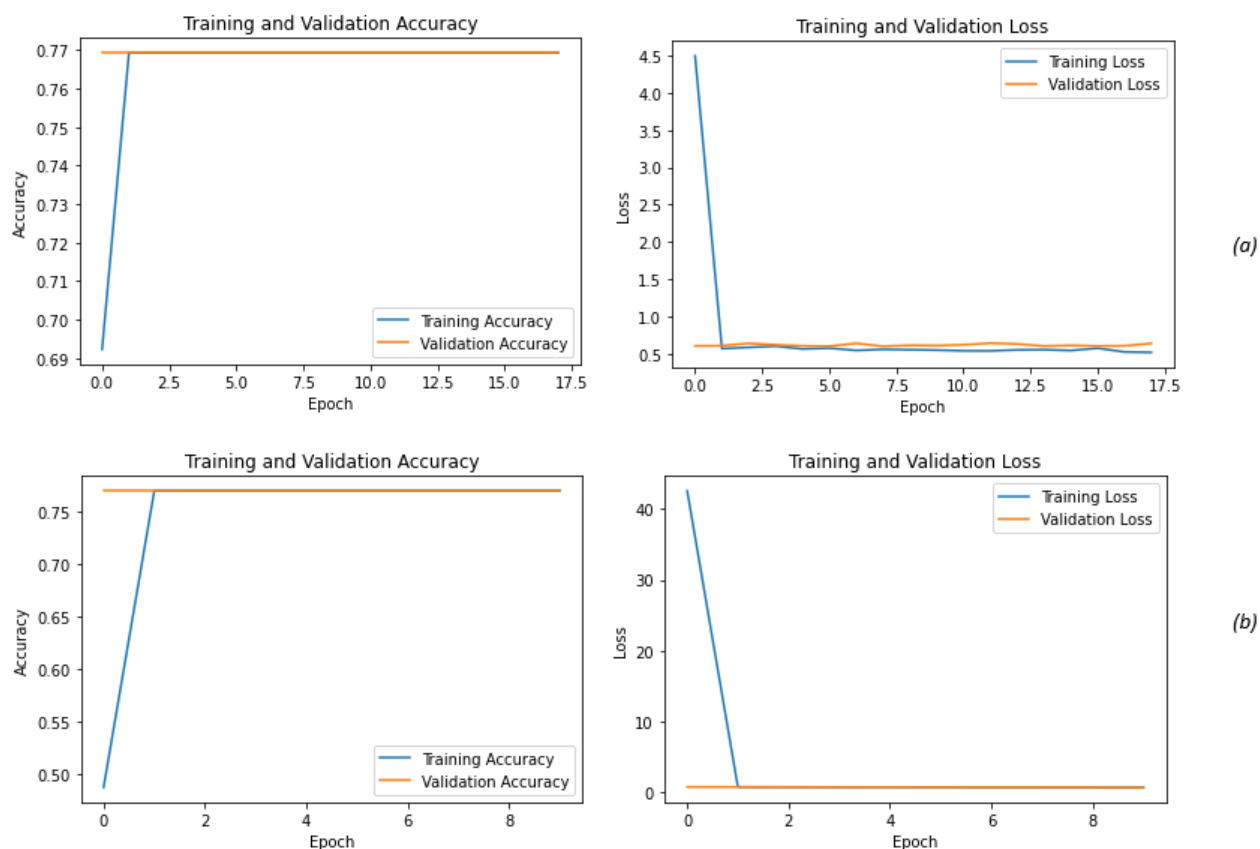 Training and Validation Accuracy
0.77
0.76
0.75
0.74
0.73
0.72
0.71
0.70
0.69
Accuracy
Training Accuracy
Validation Accuracy
0.0 2.5 5.0 7.5 10.0 12.5 15.0 17.5
Epoch
Training and Validation Loss
4.5
4.0
3.5
3.0
2.5
2.0
1.5
1.0
0.5
Loss
Training Loss
Validation Loss
0.0 2.5 5.0 7.5 10.0 12.5 15.0 17.5
Epoch
(a)
Training and Validation Accuracy
0.75
0.70
0.65
0.60
0.55
0.50
Accuracy
Training Accuracy
Validation Accuracy
0 2 4 6 8
Epoch
Training and Validation Loss
40
30
20
10
0
Loss
Training Loss
Validation Loss
0 2 4 6 8
Epoch
(b)